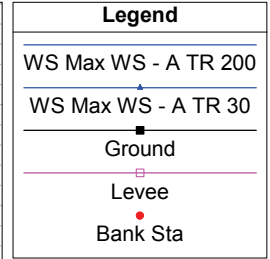 Legend
WS Max WS - A TR 200
WS Max WS - A TR 30
Ground
Levee
Bank Sta